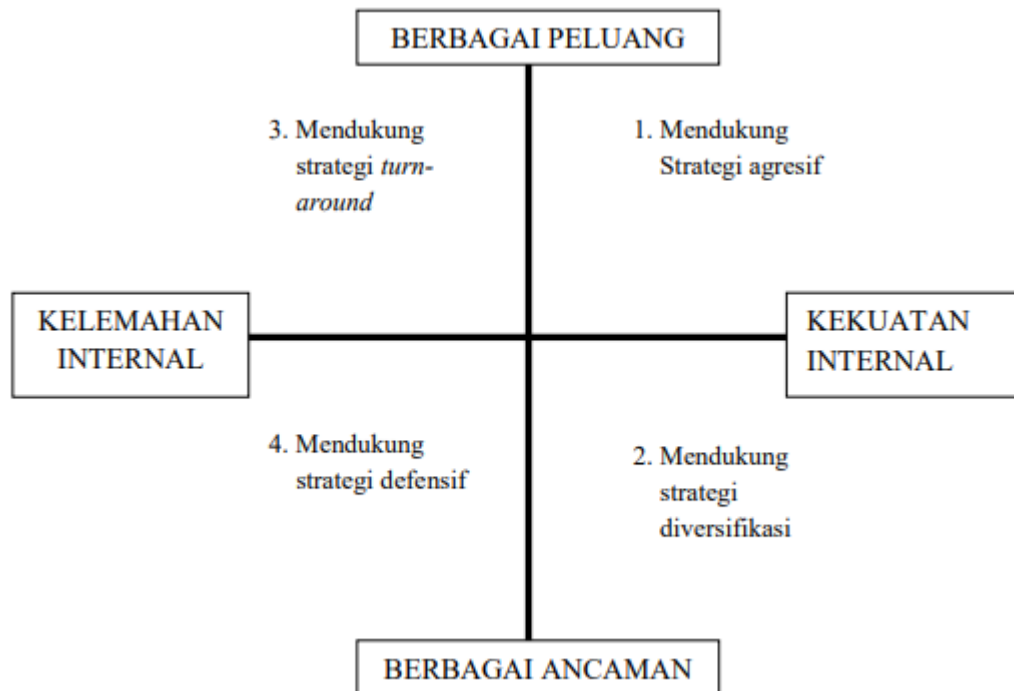 BERBAGAI PELUANG
3. Mendukung
strategi turn-
around
1. Mendukung
Strategi agresif
KELEMAHAN
INTERNAL
KEKUATAN
INTERNAL
4. Mendukung
strategi defensif
2. Mendukung
strategi
diversifikasi
BERBAGAI ANCAMAN